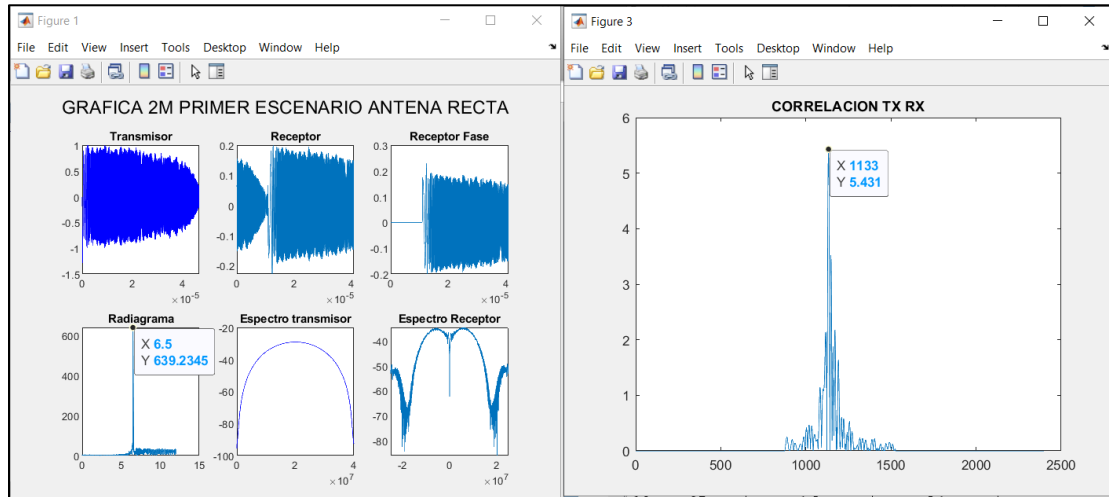 Figure 1
File Edit View Insert Tools Desktop Window Help
GRAFICA 2M PRIMER ESCENARIO ANTENA RECTA
Transmisor
1
0.5
0
-0.5
-1
-1.5
0 2 4
×10-5
Receptor
0.2
0.1
0
-0.1
-0.2
0 2 4
×10-5
Receptor Fase
0.3
0.2
0.1
0
0.1
0.2
0 2 4
×10-5
Radiagrama
600
400
200
0
0 5 10 15
X 6.5
Y 639.2345
Espectro transmisor
-20
-40
-60
-80
-100
0 2 4
×10^7
Espectro Receptor
-40
-50
-60
-70
-80
-2 0 2
×10^7
Figure 3
File Edit View Insert Tools Desktop Window Help
CORRELACION TX RX
6
5
4
3
2
1
0
0 500 1000 1500 2000 2500
X 1133
Y 5.431